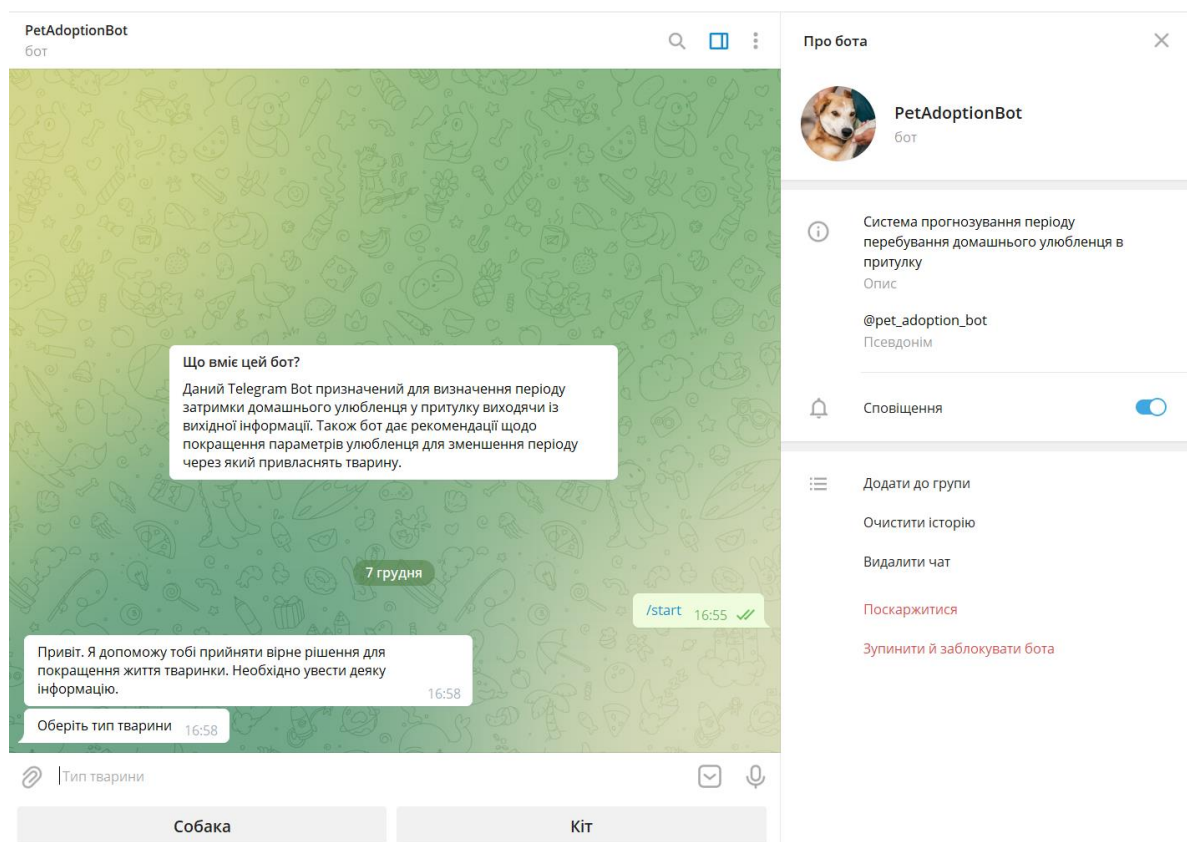 PetAdoptionBot
бот
Що вміє цей бот?
Даний Telegram Bot призначений для визначення періоду
затримки домашнього улюбленця у притулку виходячи із
вихідної інформації. Також бот дає рекомендації щодо
покращення параметрів улюбленця для зменшення періоду
через який привласнять тварину.
7 грудня
/start 16:55
Привіт. Я допоможу тобі прийняти вірне рішення для
покращення життя тваринки. Необхідно увести деяку
інформацію.
16:58
Оберіть тип тварини 16:58
Тип тварини
Собака
Кіт
Про бота
PetAdoptionBot
бот
Система прогнозування періоду
перебування домашнього улюбленця в
притулку
Опис
@pet_adoption_bot
Псевдонім
Сповіщення
Додати до групи
Очистити історію
Видалити чат
Поскаржитися
Зупинити й заблокувати бота